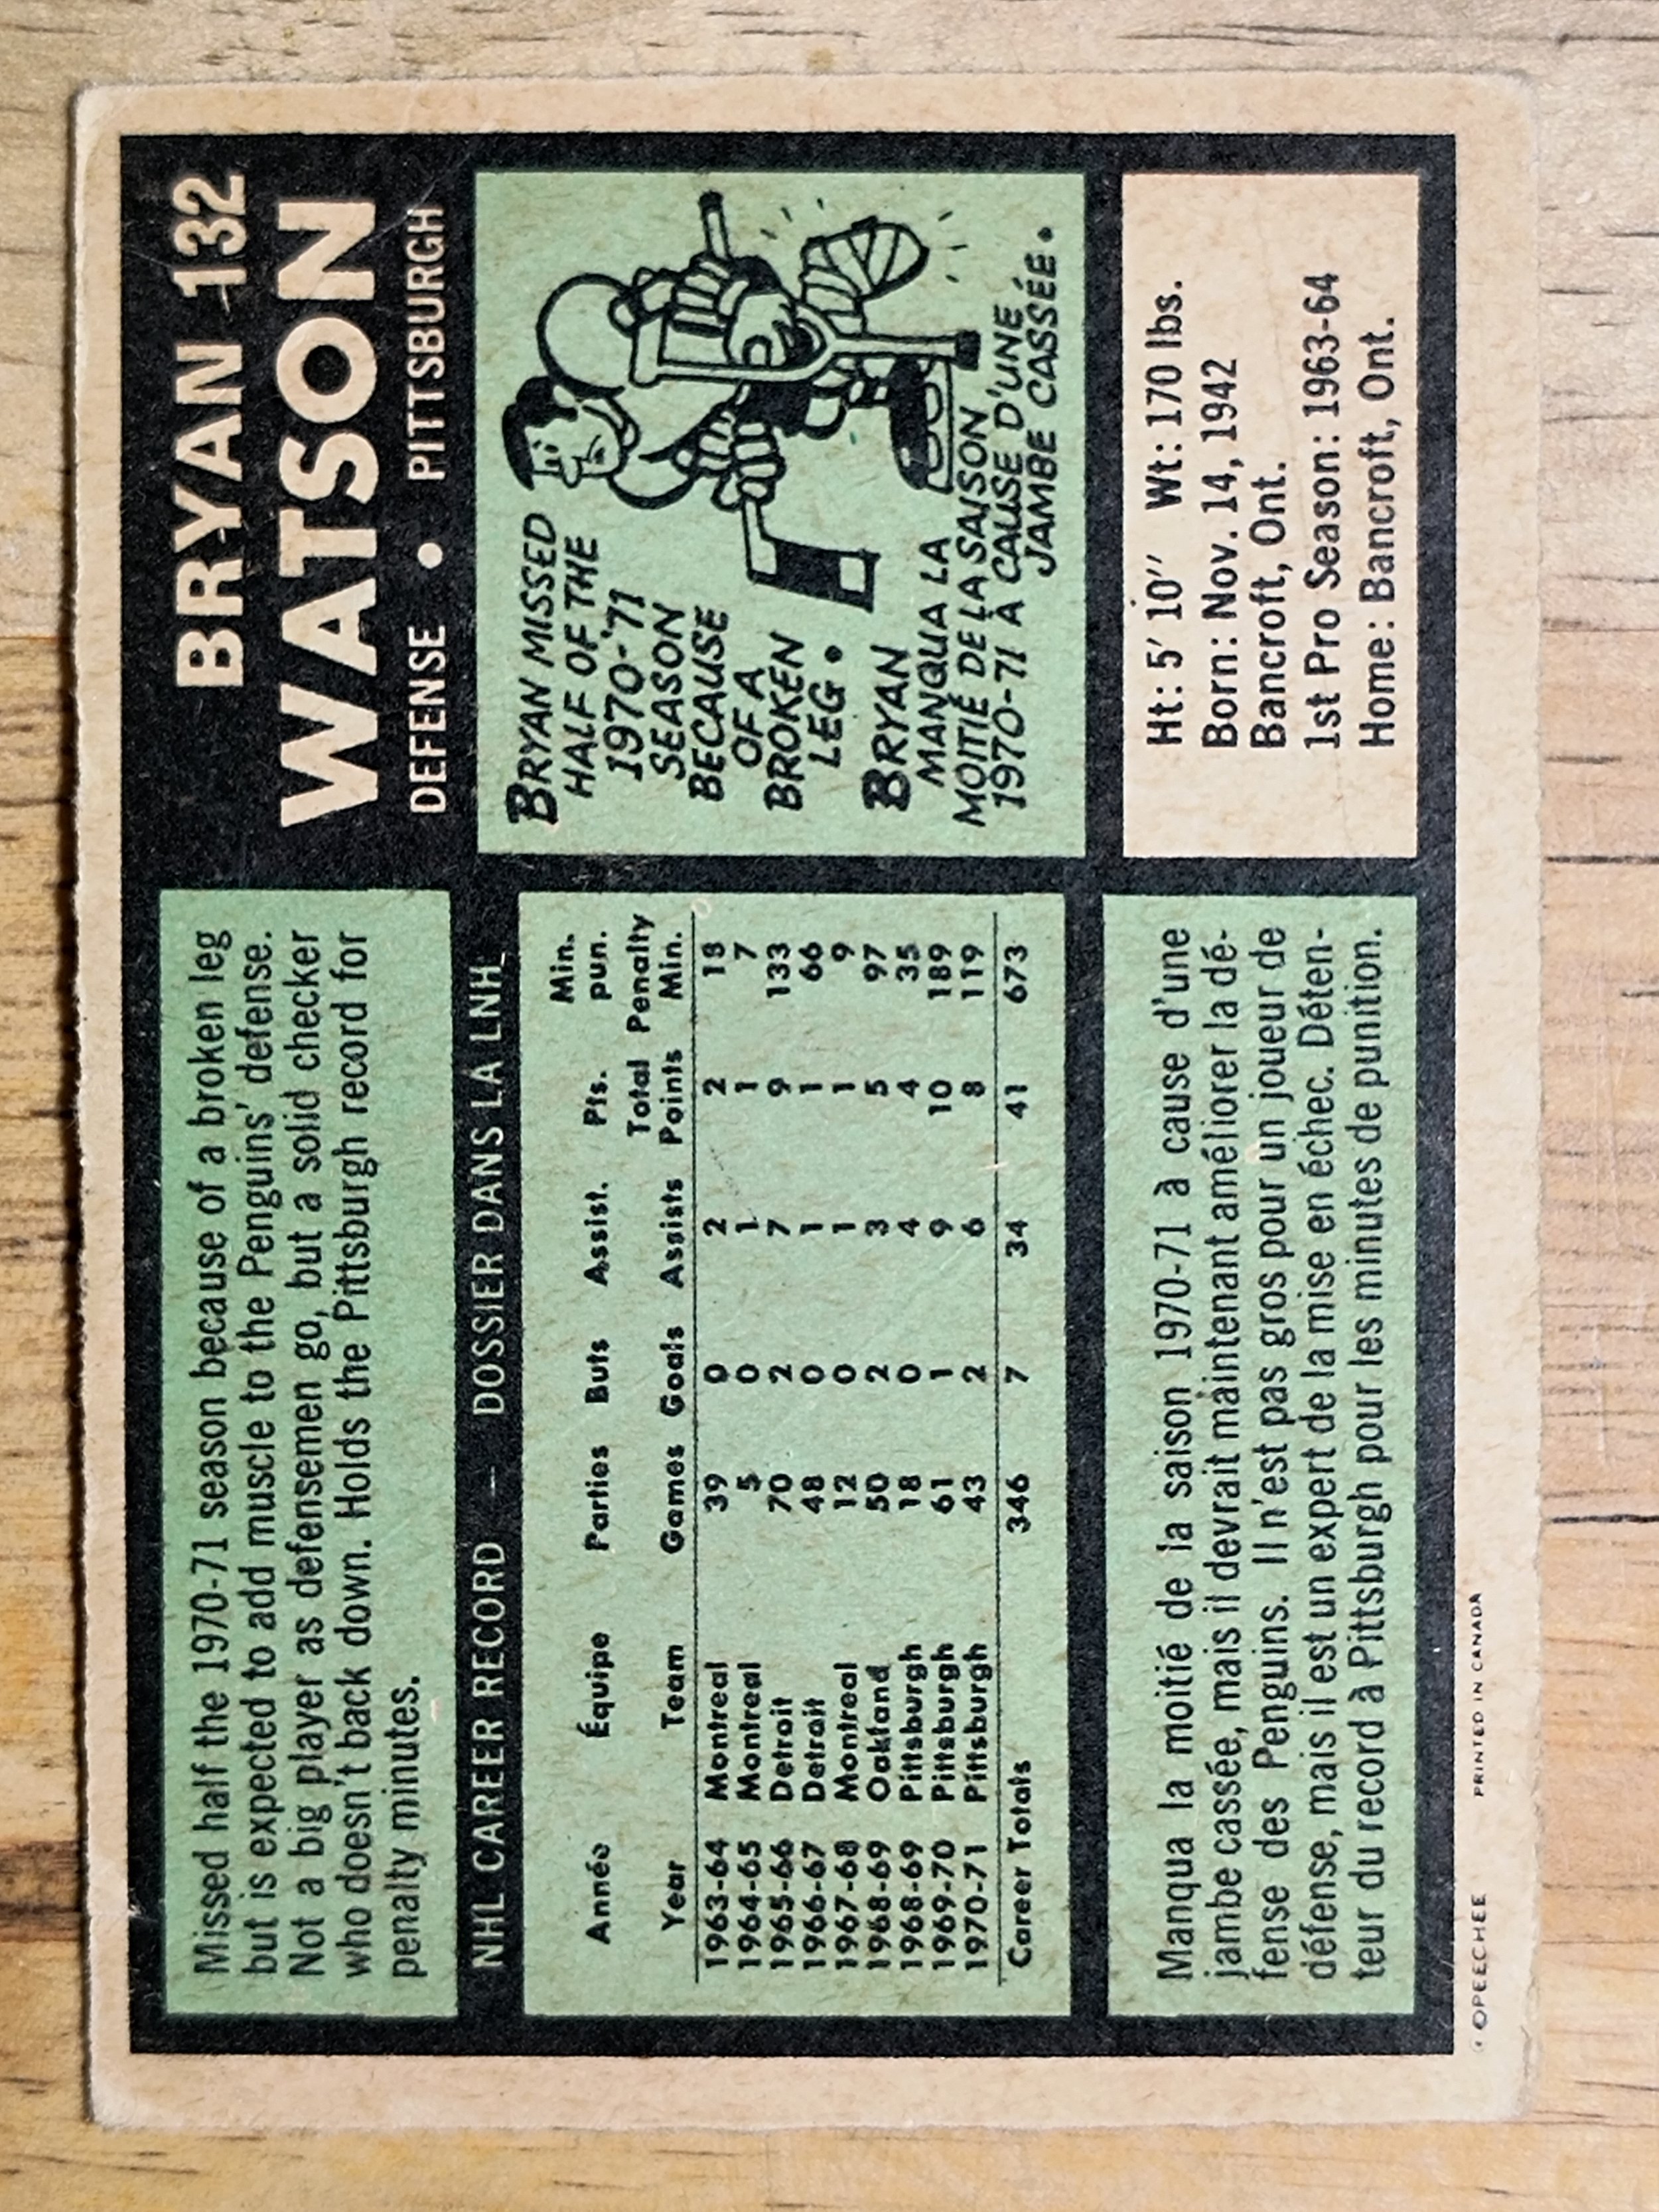 Missed half the 1970-71 season because of a broken leg
but is expected to add muscle to the Penguins' defense.
Not a big player as defensemen go, but a solid checker
who doesn't back down. Holds the Pittsburgh record for
penalty minutes.
BRYAN 132
WATSON
DEFENSE • PITTSBURGH
NHL CAREER RECORD — DOSSIER DANS LA LNH
Min.
Année Équipe Parties Buts Assist. Pts. pun.
Total Penalty
Year Team Games Goals Assists Points Min.
1963-64 Montreal 39 0 2 2 18
1964-65 Montreal 5 0 1 1 7
1965-66 Detroit 70 2 7 9 133
1966-67 Detroit 48 0 1 1 66
1967-68 Montreal 12 0 1 1 9
1968-69 Oakland 50 2 3 5 97
1968-69 Pittsburgh 18 0 4 4 35
1969-70 Pittsburgh 61 1 9 10 189
1970-71 Pittsburgh 43 2 6 8 119
Career Totals 346 7 34 41 673
BRYAN MISSED
HALF OF THE
1970-'71
SEASON
BECAUSE
OF A
BROKEN
LEG.
BRYAN
MANQUA LA
MOITIÉ DE LA SAISON
1970-71 À CAUSE D'UNE
JAMBE CASSÉE.
Manqua la moitié de la saison 1970-71 à cause d'une
jambe cassée, mais il devrait maintenant améliorer la dé-
fense des Penguins. Il n'est pas gros pour un joueur de
défense, mais il est un expert de la mise en échec. Déten-
teur du record à Pittsburgh pour les minutes de punition.
Ht: 5' 10'' Wt: 170 lbs.
Born: Nov. 14, 1942
Bancroft, Ont.
1st Pro Season: 1963-64
Home: Bancroft, Ont.
OPEECHEE PRINTED IN CANADA